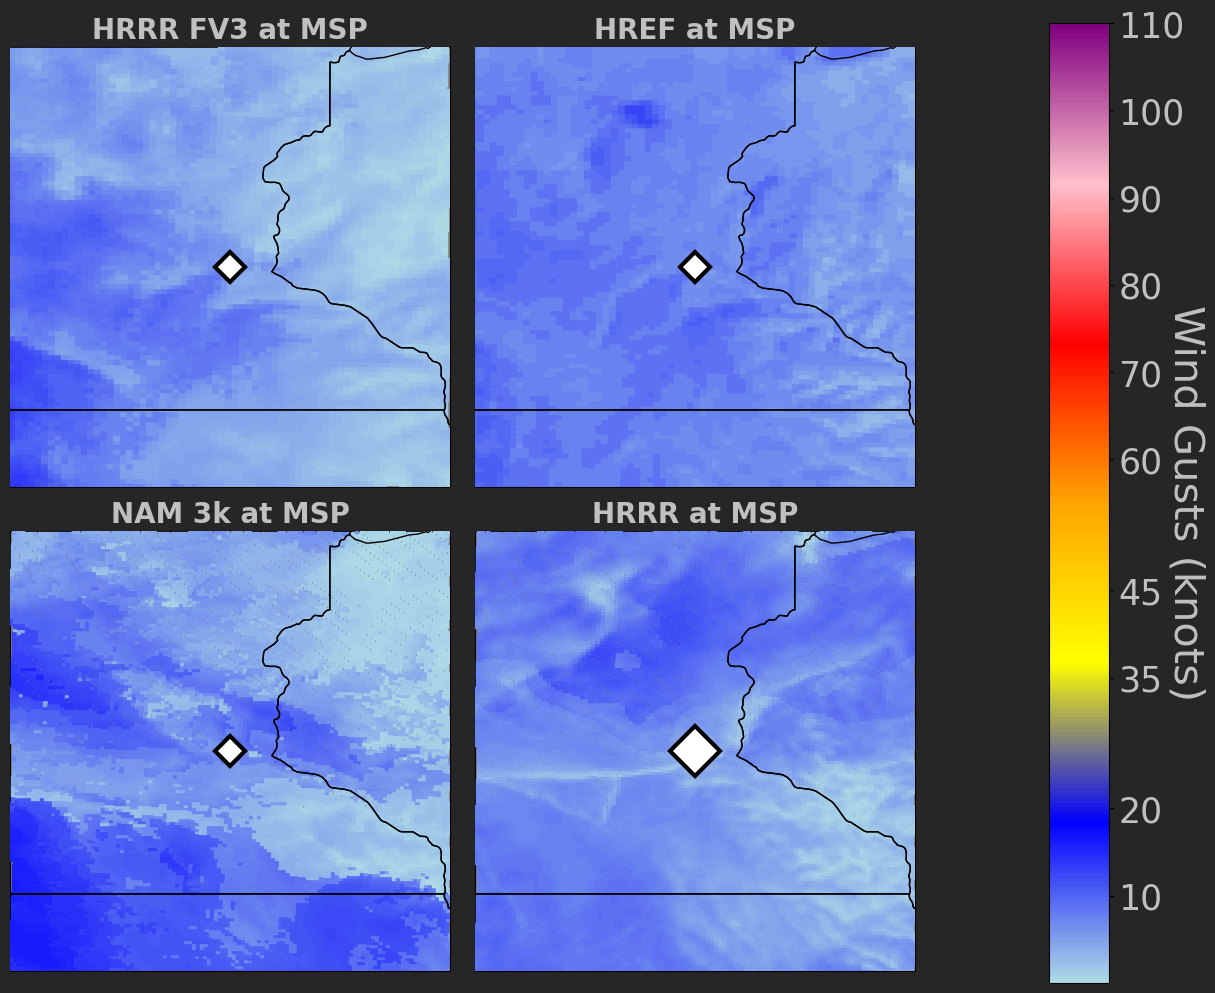 HRRR FV3 at MSP
HREF at MSP
NAM 3k at MSP
HRRR at MSP
110
100
90
80
70
60
45
35
20
10
Wind Gusts (knots)